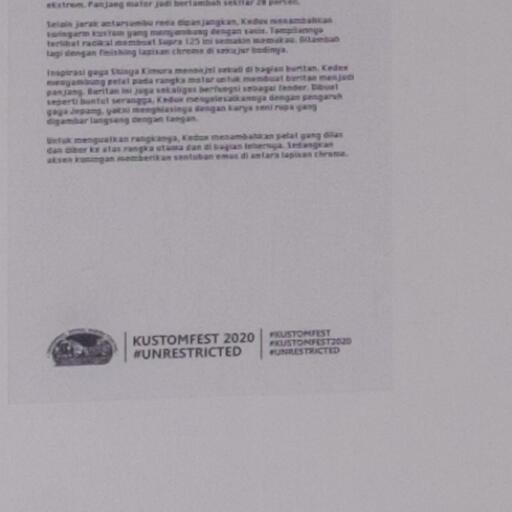 ekstrem. Panjang motor jadi bertambah sekitar 20 persen.
Selain jarak antarsumbu roda dipanjangkan, Kedux menambahkan
swingarm kustom yang menyambung dengan sasis. Tampilannya
terlihat radikal membuat Supra 125 ini semakin memukau. Ditambah
lagi dengan finishing lapisan chrome di sekujur bodinya.
Inspirasi gaya Shinya Kimura menonjol sekali di bagian buritan. Kedux
menyambung pelat pada rangka motor untuk membuat buritan menjadi
panjang. Buritan ini juga sekaligus berfungsi sebagai fender. Dibuat
seperti buntut serangga, Kedux menyelesaikannya dengan pengaruh
gaya Jepang, yakni menghiasinya dengan karya seni rupa yang
digambar langsung dengan tangan.
Untuk menguatkan rangkanya, Kedux menambahkan pelat yang dilas
dan dibor ke atas rangka utama dan di bagian lehernya. Sedangkan
aksen kuningan memberikan sentuhan emas di antara lapisan chrome.
KUSTOMFEST 2020
#UNRESTRICTED
#KUSTOMFEST
#KUSTOMFEST2020
#UNRESTRICTED